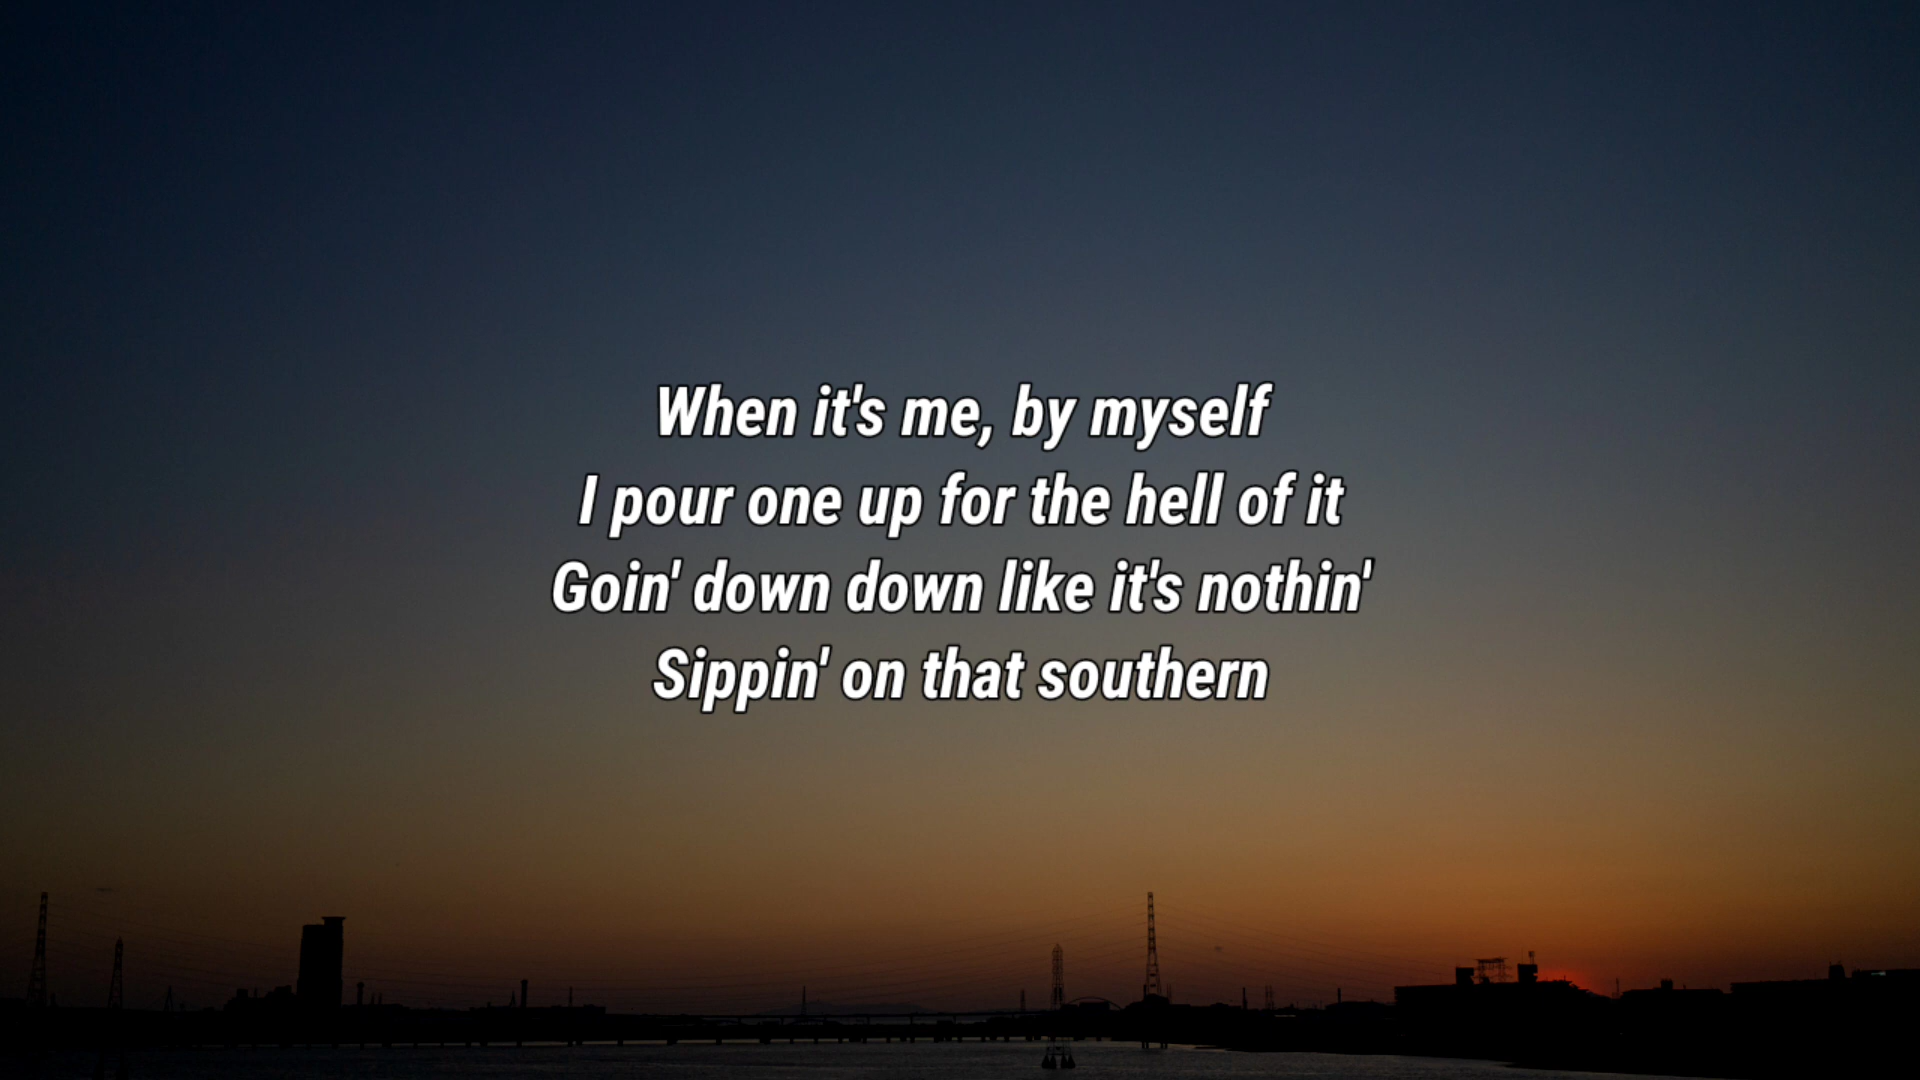 When it's me, by myself
I pour one up for the hell of it
Goin' down down like it's nothin'
Sippin' on that southern